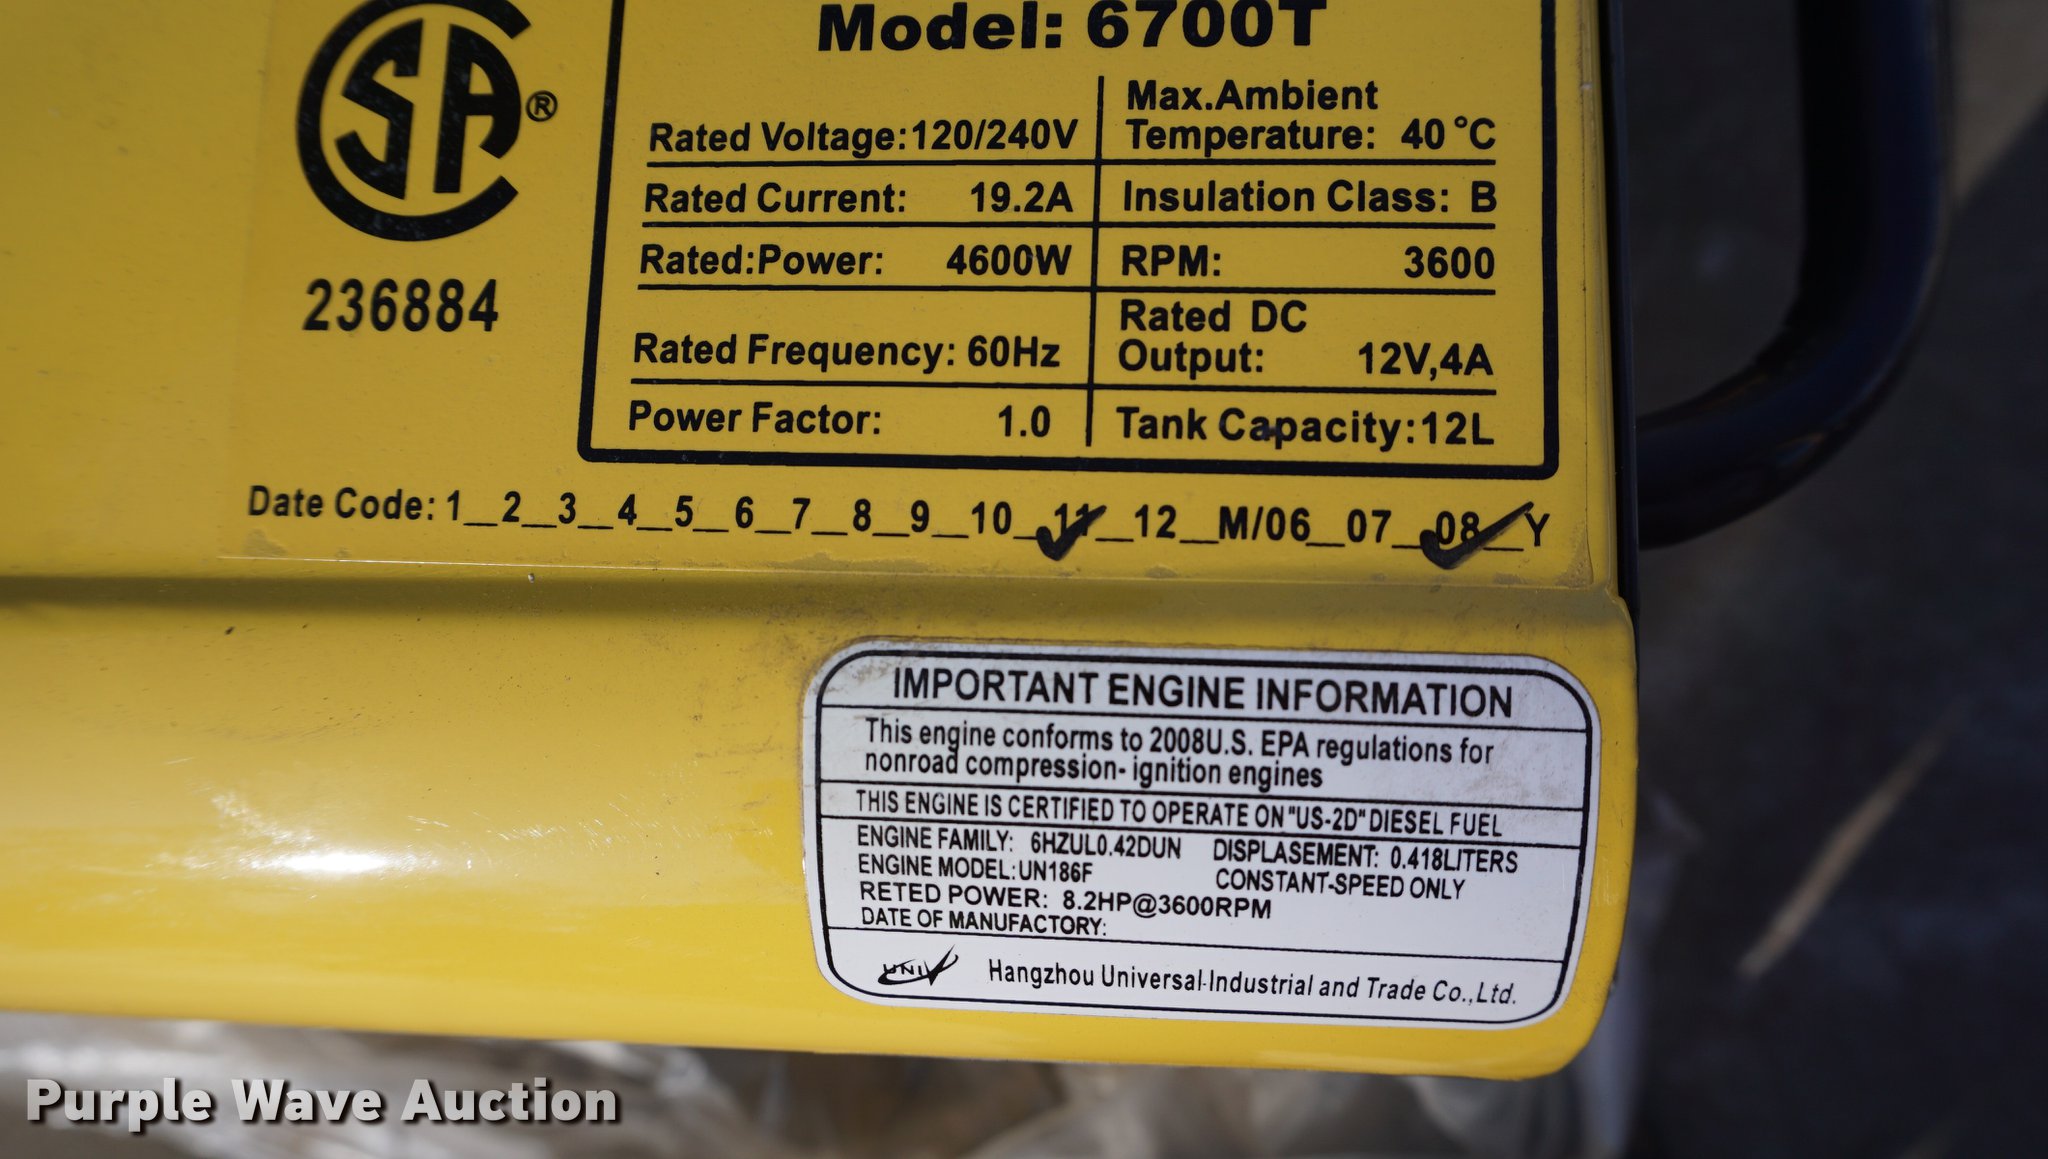 SA®
236884
Model: 6700T
Rated Voltage: 120/240V
Max.Ambient
Temperature: 40°C
Rated Current: 19.2A
Insulation Class: B
Rated:Power: 4600W
RPM: 3600
Rated Frequency: 60Hz
Rated DC
Output: 12V,4A
Power Factor: 1.0
Tank Capacity:12L
Date Code: 1__2__3__4__5__6__7__8__9__10__11__12__M/06__07__08__Y
IMPORTANT ENGINE INFORMATION
This engine conforms to 2008U.S. EPA regulations for
nonroad compression- ignition engines
THIS ENGINE IS CERTIFIED TO OPERATE ON "US-2D" DIESEL FUEL
ENGINE FAMILY: 6HZUL0.42DUN DISPLASEMENT: 0.418LITERS
ENGINE MODEL:UN186F CONSTANT-SPEED ONLY
RETED POWER: 8.2HP@3600RPM
DATE OF MANUFACTORY:
UNIV Hangzhou Universal Industrial and Trade Co.,Ltd.
Purple Wave Auction